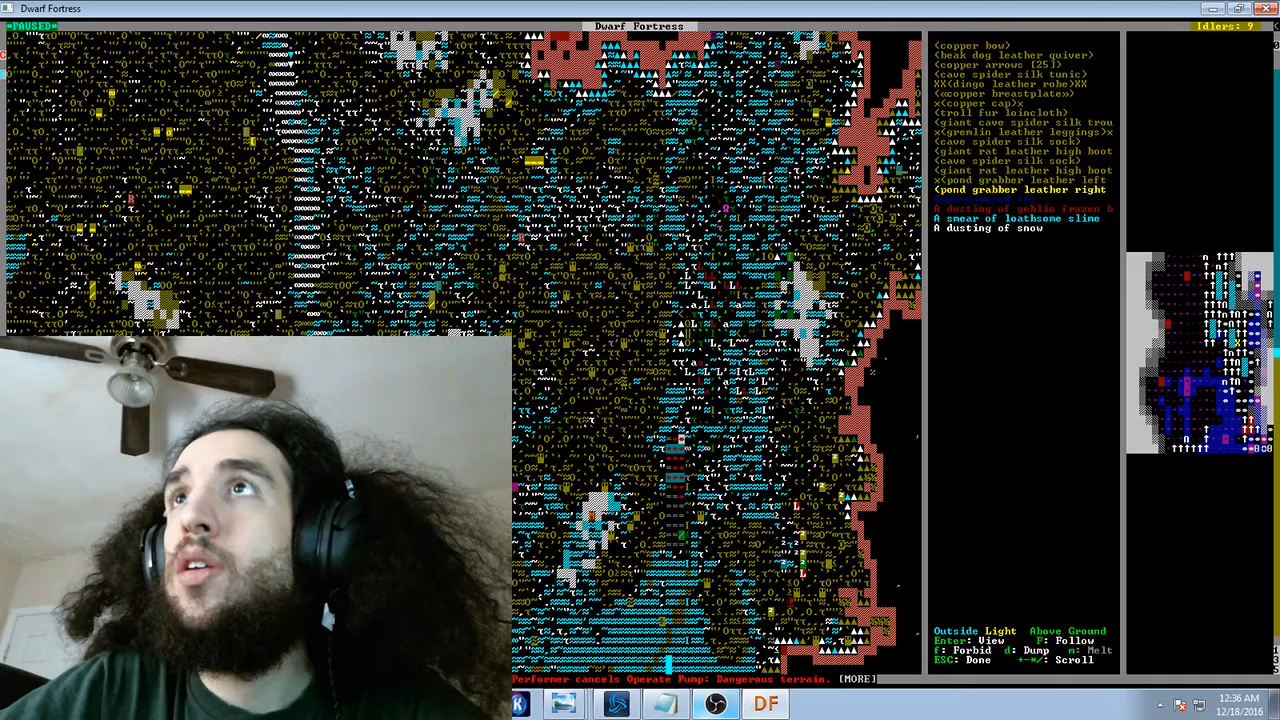 Dwarf Fortress
*PAUSED*
Dwarf Fortress
Idlers: 9
(copper bow)
(beak dog leather quiver)
(copper arrows [25])
(cave spider silk tunic)
XX(dingo leather robe)XX
(¤copper breastplate¤)
x(copper cap)x
(troll fur loincloth)
(giant cave spider silk trou
x(gremlin leather leggings)x
(cave spider silk sock)
(giant rat leather high boot
(cave spider silk sock)
(giant rat leather high boot
x(pond grabber leather left
(pond grabber leather right
A dusting of goblin frozen b
A smear of loathsome slime
A dusting of snow
Outside Light Above Ground
Enter: View F: Follow
f: Forbid d: Dump m: Melt
ESC: Done +-*/: Scroll
Performer cancels Operate Pump: Dangerous terrain. [MORE]
DF
12:36 AM
12/18/2016